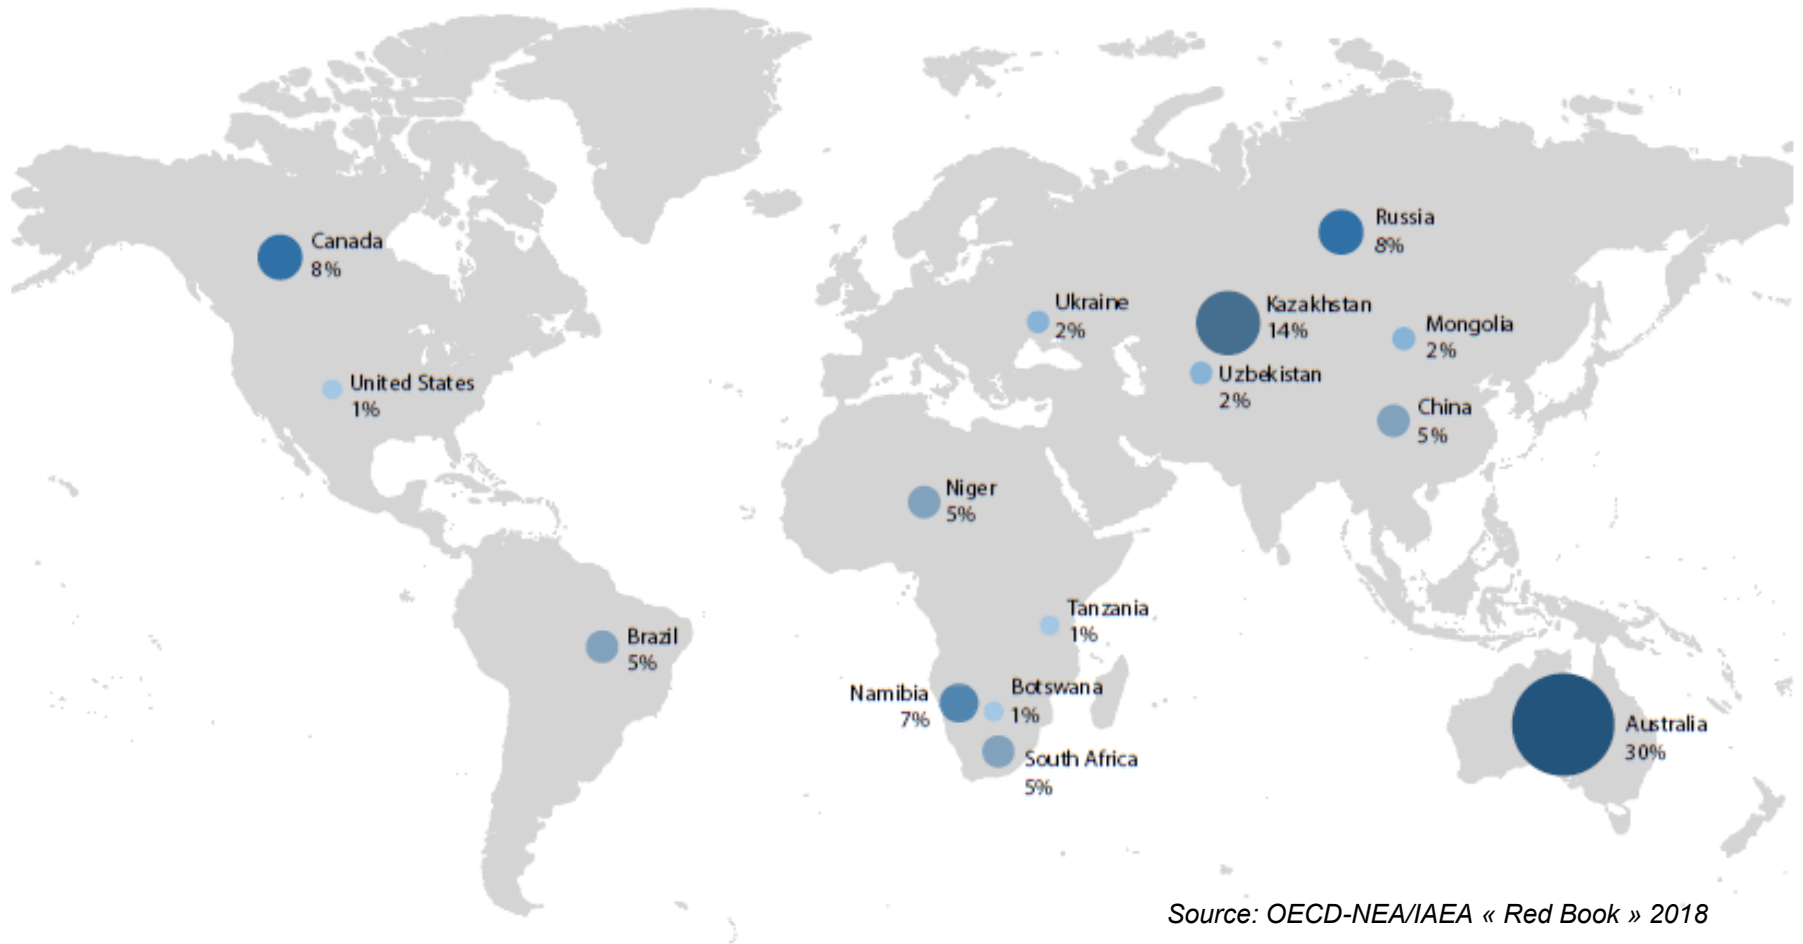 Russia
8%
Canada
8%
Ukraine
2%
Kazakhstan
14%
Mongolia
2%
Uzbekistan
2%
United States
1%
China
5%
Niger
5%
Tanzania
1%
Brazil
5%
Namibia
7%
Botswana
1%
Australia
30%
South Africa
5%
Source: OECD-NEA/IAEA « Red Book » 2018